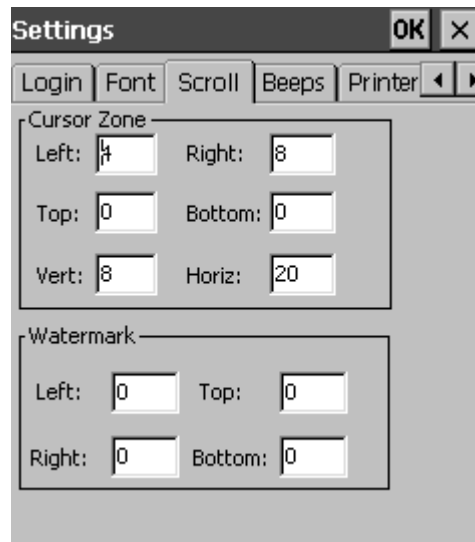 Settings OK ×
Login Font Scroll Beeps Printer
Cursor Zone
Left: 4 Right: 8
Top: 0 Bottom: 0
Vert: 8 Horiz: 20
Watermark
Left: 0 Top: 0
Right: 0 Bottom: 0